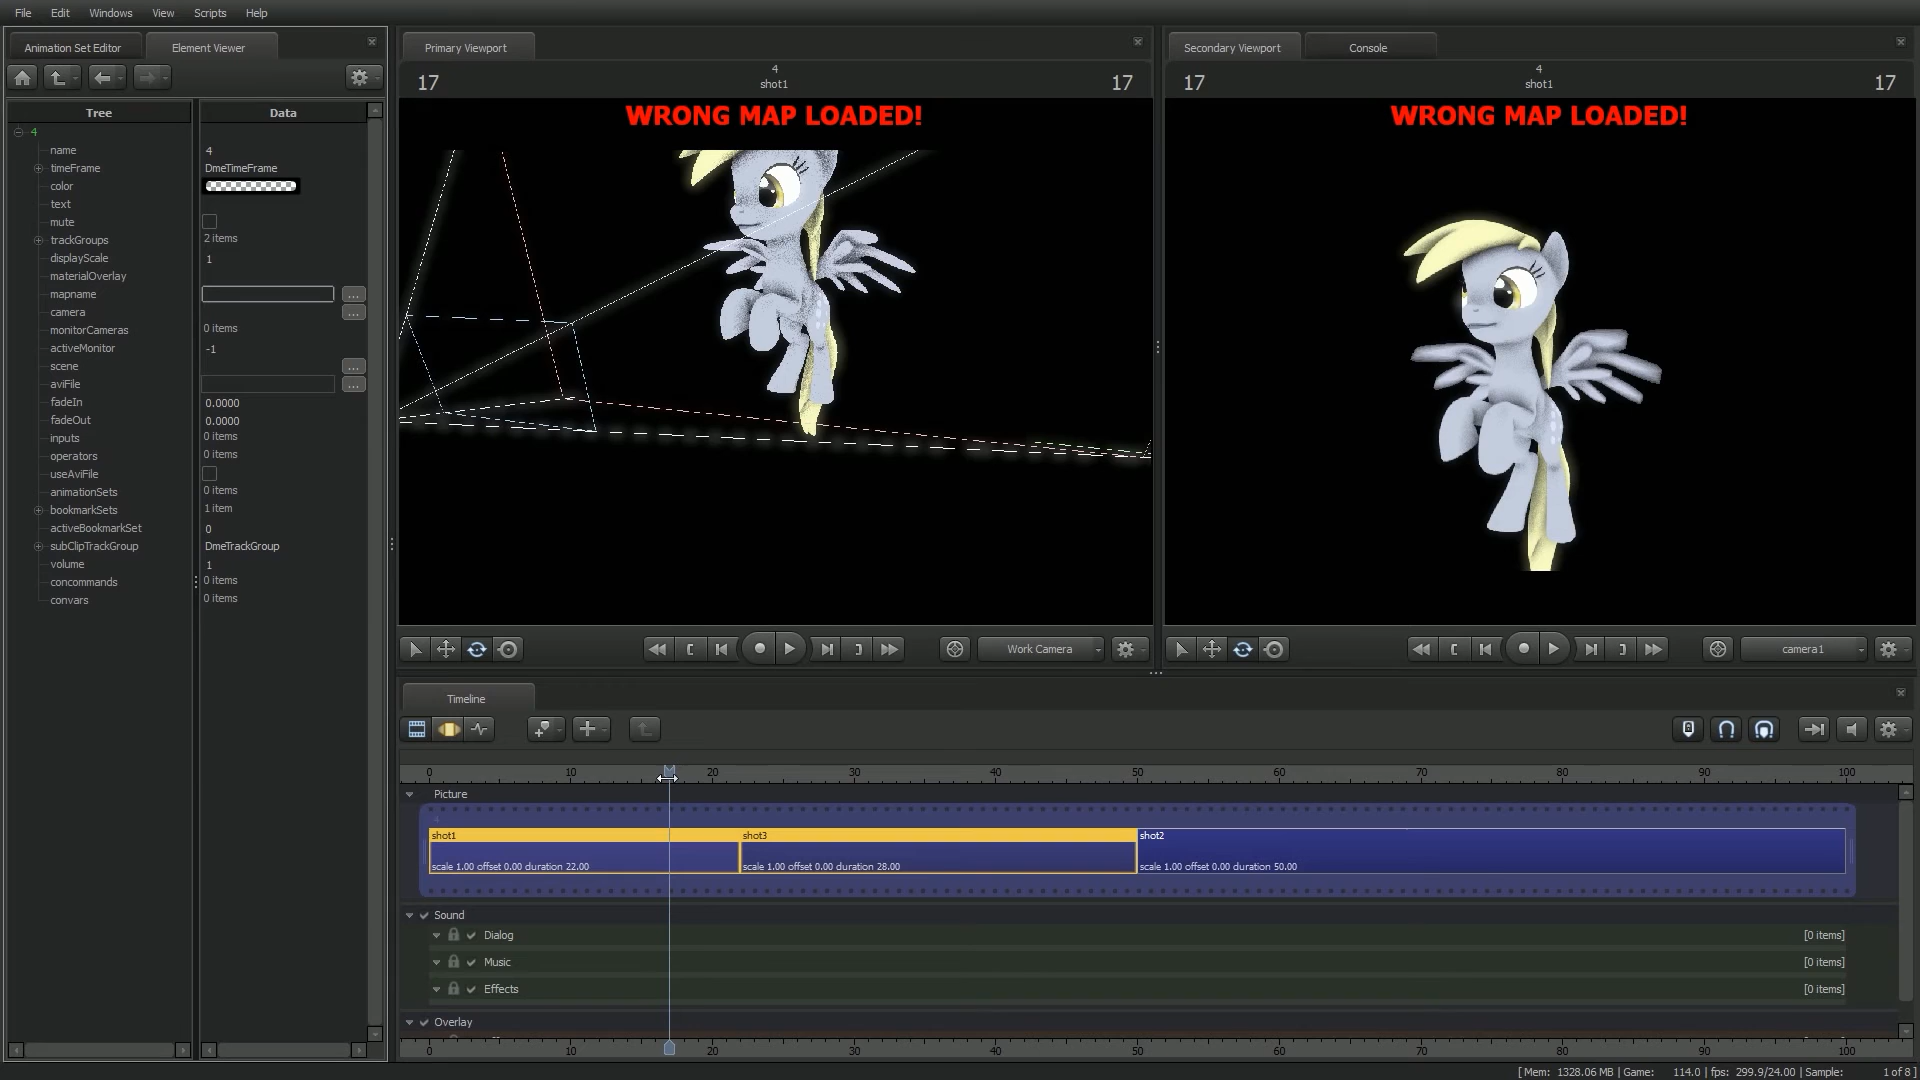 File Edit Windows View Scripts Help
Animation Set Editor Element Viewer
Tree Data
4
name 4
timeFrame DmeTimeFrame
color
text
mute
trackGroups 2 items
displayScale 1
materialOverlay
mapname ...
camera ...
monitorCameras 0 items
activeMonitor -1
scene ...
aviFile ...
fadeIn 0.0000
fadeOut 0.0000
inputs 0 items
operators 0 items
useAviFile
animationSets 0 items
bookmarkSets 1 item
activeBookmarkSet 0
subClipTrackGroup DmeTrackGroup
volume 1
concommands 0 items
convars 0 items
Primary Viewport
17 4 17
shot1
WRONG MAP LOADED!
Work Camera
Secondary Viewport Console
17 4 17
shot1
WRONG MAP LOADED!
camera1
Timeline
0 10 20 30 40 50 60 70 80 90 100
Picture
4
shot1 shot3 shot2
scale 1.00 offset 0.00 duration 22.00 scale 1.00 offset 0.00 duration 28.00 scale 1.00 offset 0.00 duration 50.00
Sound
Dialog [0 items]
Music [0 items]
Effects [0 items]
Overlay
0 10 20 30 40 50 60 70 80 90 100
[ Mem: 1328.06 MB | Game: 114.0 | fps: 299.9/24.00 | Sample: 1 of 8 ]